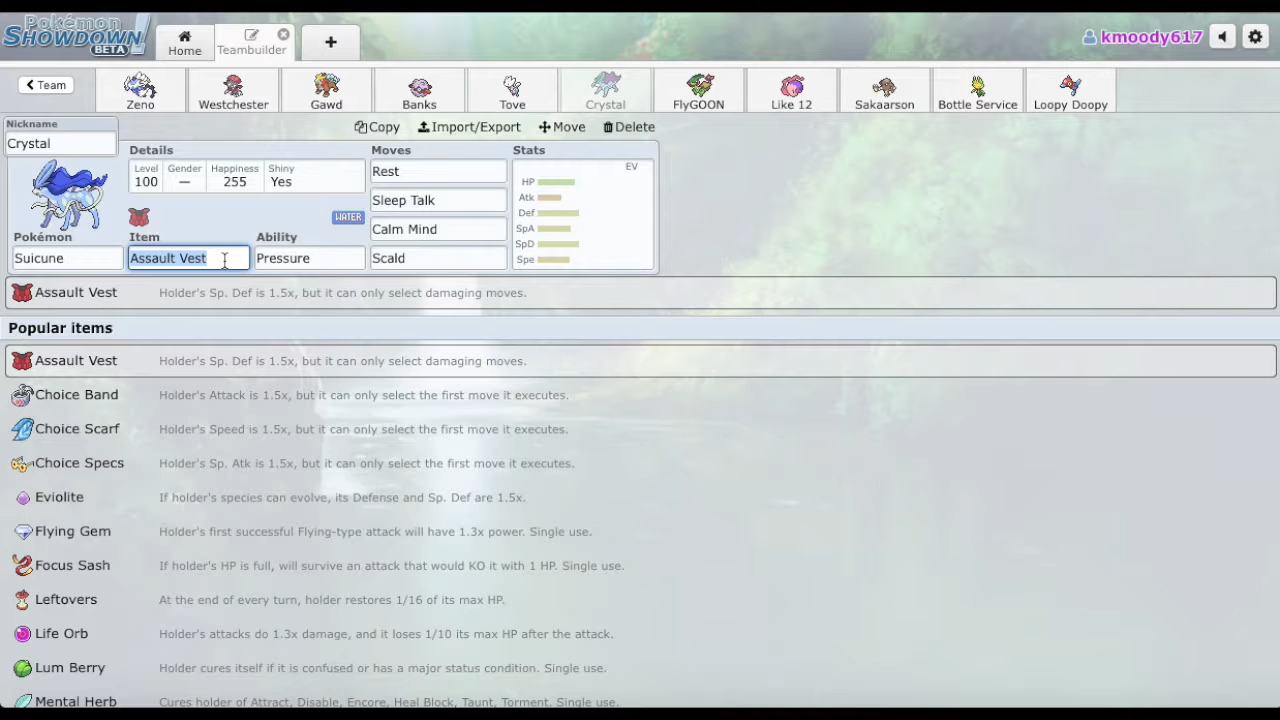 Pokémon
SHOWDOWN
BETA
Home
Teambuilder
+
kmoody617
Team
Zeno
Westchester
Gawd
Banks
Tove
Crystal
FlyGOON
Like 12
Sakaarson
Bottle Service
Loopy Doopy
Nickname
Crystal
Copy
Import/Export
Move
Delete
Details
Moves
Stats
Level
Gender
Happiness
Shiny
100
—
255
Yes
Rest
Sleep Talk
Calm Mind
Scald
EV
HP
Atk
Def
SpA
SpD
Spe
WATER
Pokémon
Item
Ability
Suicune
Assault Vest
Pressure
Assault Vest Holder's Sp. Def is 1.5x, but it can only select damaging moves.
Popular items
Assault Vest Holder's Sp. Def is 1.5x, but it can only select damaging moves.
Choice Band Holder's Attack is 1.5x, but it can only select the first move it executes.
Choice Scarf Holder's Speed is 1.5x, but it can only select the first move it executes.
Choice Specs Holder's Sp. Atk is 1.5x, but it can only select the first move it executes.
Eviolite If holder's species can evolve, its Defense and Sp. Def are 1.5x.
Flying Gem Holder's first successful Flying-type attack will have 1.3x power. Single use.
Focus Sash If holder's HP is full, will survive an attack that would KO it with 1 HP. Single use.
Leftovers At the end of every turn, holder restores 1/16 of its max HP.
Life Orb Holder's attacks do 1.3x damage, and it loses 1/10 its max HP after the attack.
Lum Berry Holder cures itself if it is confused or has a major status condition. Single use.
Mental Herb Cures holder of Attract, Disable, Encore, Heal Block, Taunt, Torment. Single use.